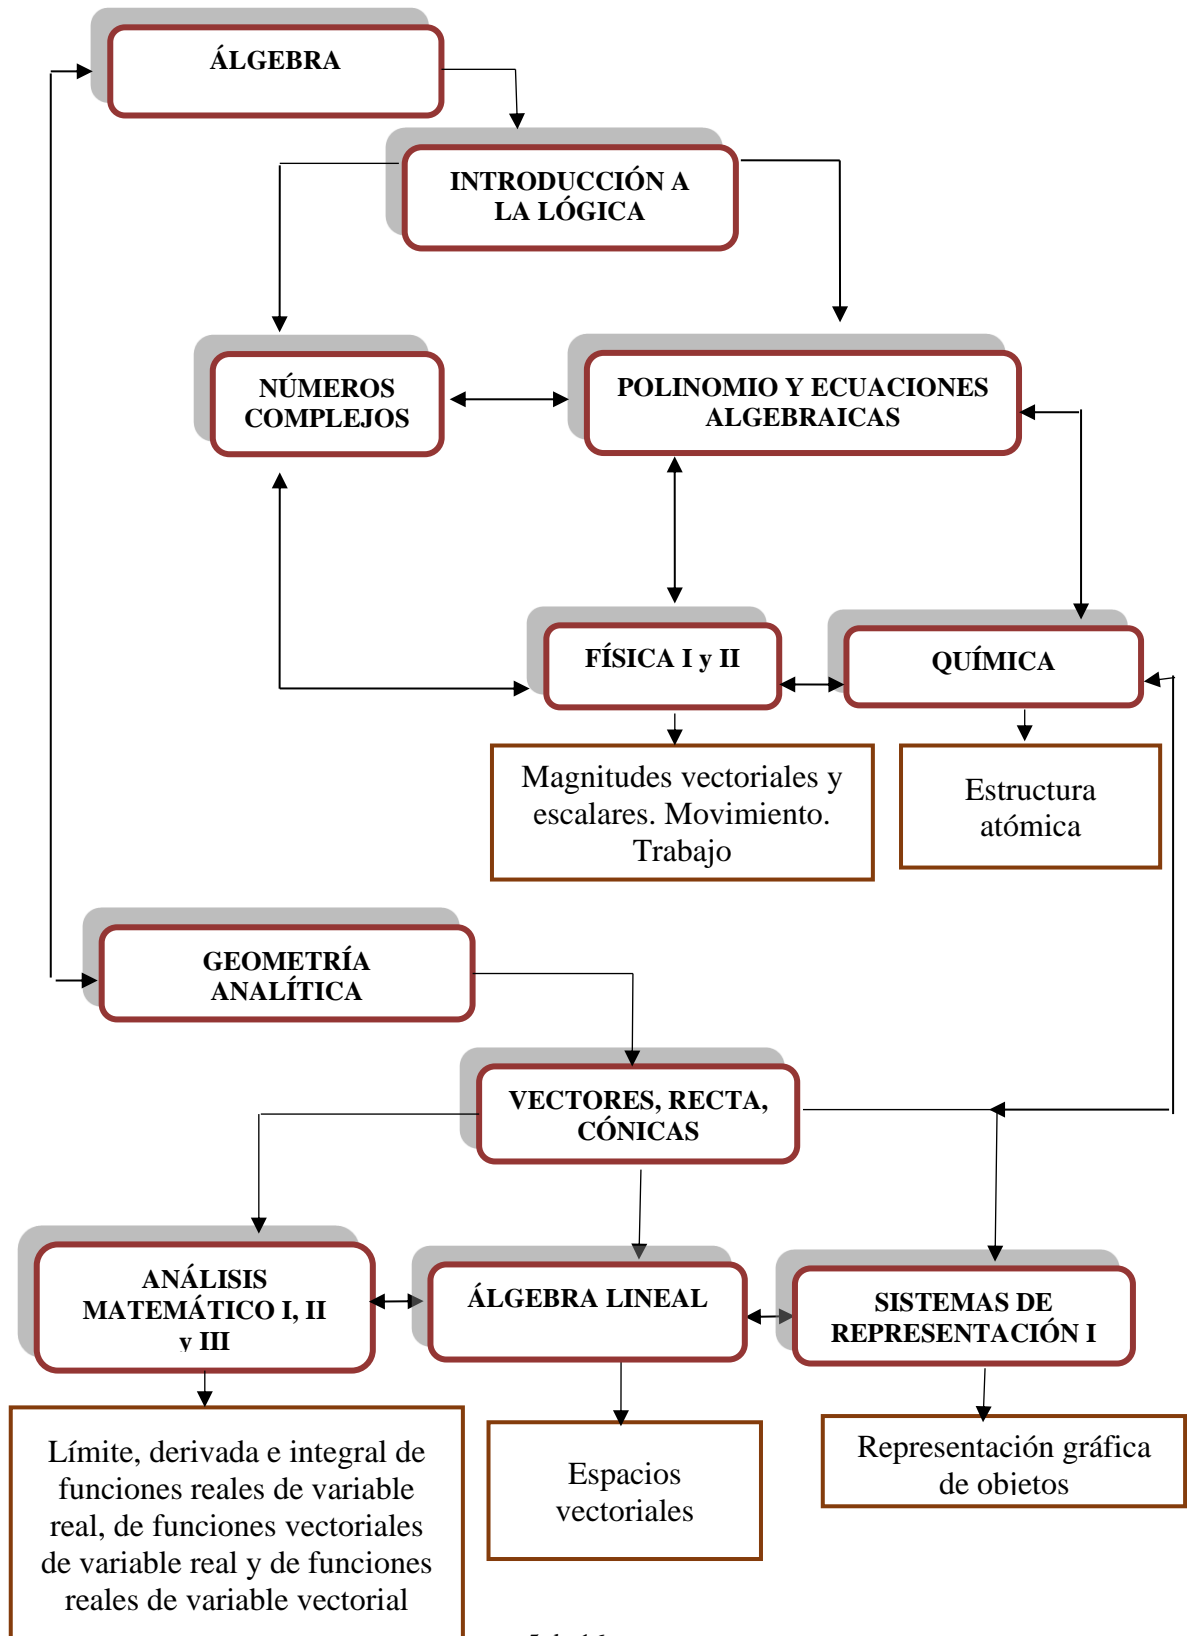 ÁLGEBRA
INTRODUCCIÓN A
LA LÓGICA
NÚMEROS
COMPLEJOS
POLINOMIO Y ECUACIONES
ALGEBRAICAS
FÍSICA I y II
QUÍMICA
Magnitudes vectoriales y
escalares. Movimiento.
Trabajo
Estructura
atómica
GEOMETRÍA
ANALÍTICA
VECTORES, RECTA,
CÓNICAS
ANÁLISIS
MATEMÁTICO I, II
y III
ÁLGEBRA LINEAL
SISTEMAS DE
REPRESENTACIÓN I
Límite, derivada e integral de
funciones reales de variable
real, de funciones vectoriales
de variable real y de funciones
reales de variable vectorial
Espacios
vectoriales
Representación gráfica
de objetos